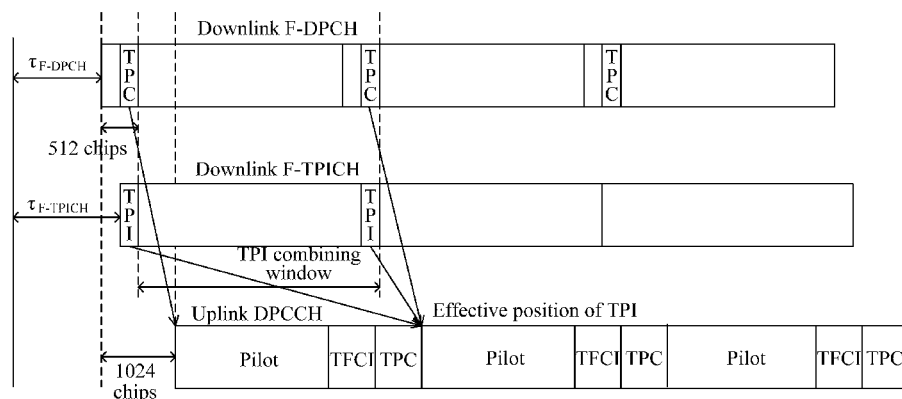 Downlink F-DPCH
τF-DPCH
TPC
TPC
TPC
512 chips
Downlink F-TPICH
τF-TPICH
TPI
TPI
TPI combining
window
Uplink DPCCH
Effective position of TPI
1024
chips
Pilot TFCI TPC Pilot TFCI TPC Pilot TFCI TPC